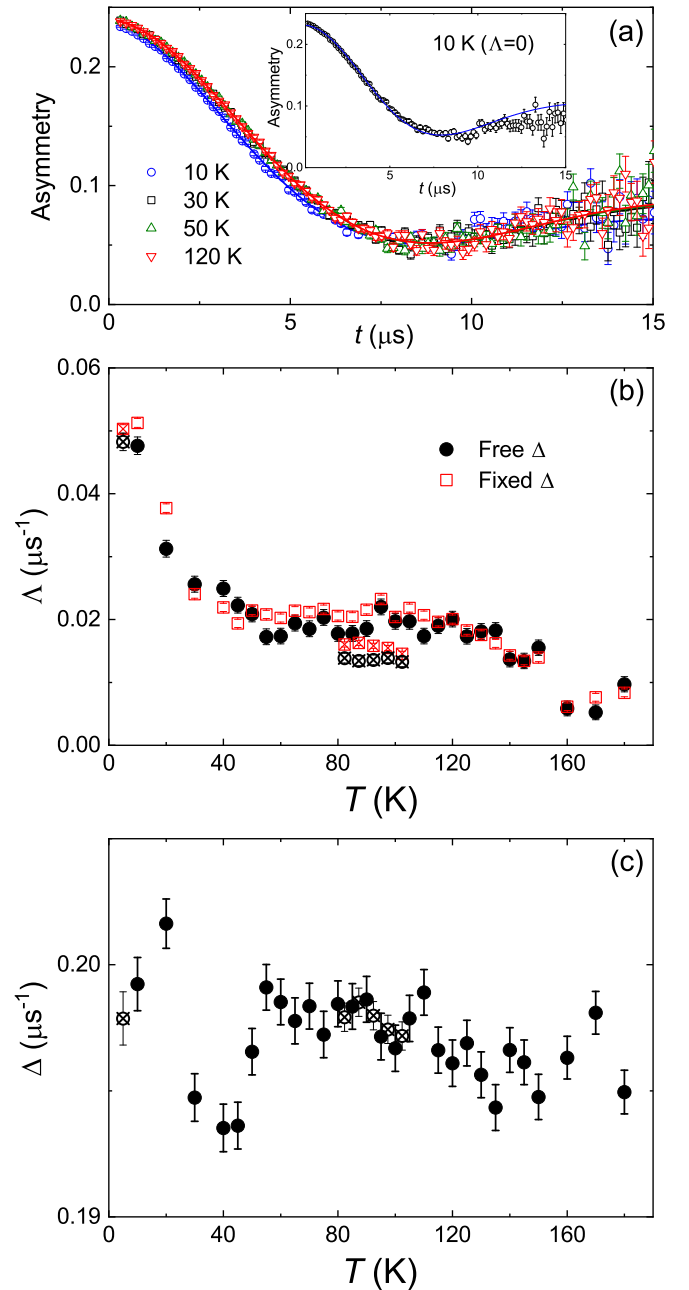 (a)
10 K (Λ=0)
Asymmetry
0.2
0.1
0.0
0
5
10
15
t (μs)
Asymmetry
0.2
0.1
0.0
10 K
30 K
50 K
120 K
0
5
10
15
t (μs)
(b)
Free Δ
Fixed Δ
Λ (μs-1)
0.06
0.04
0.02
0.00
0
40
80
120
160
T (K)
(c)
Δ (μs-1)
0.20
0.19
0
40
80
120
160
T (K)